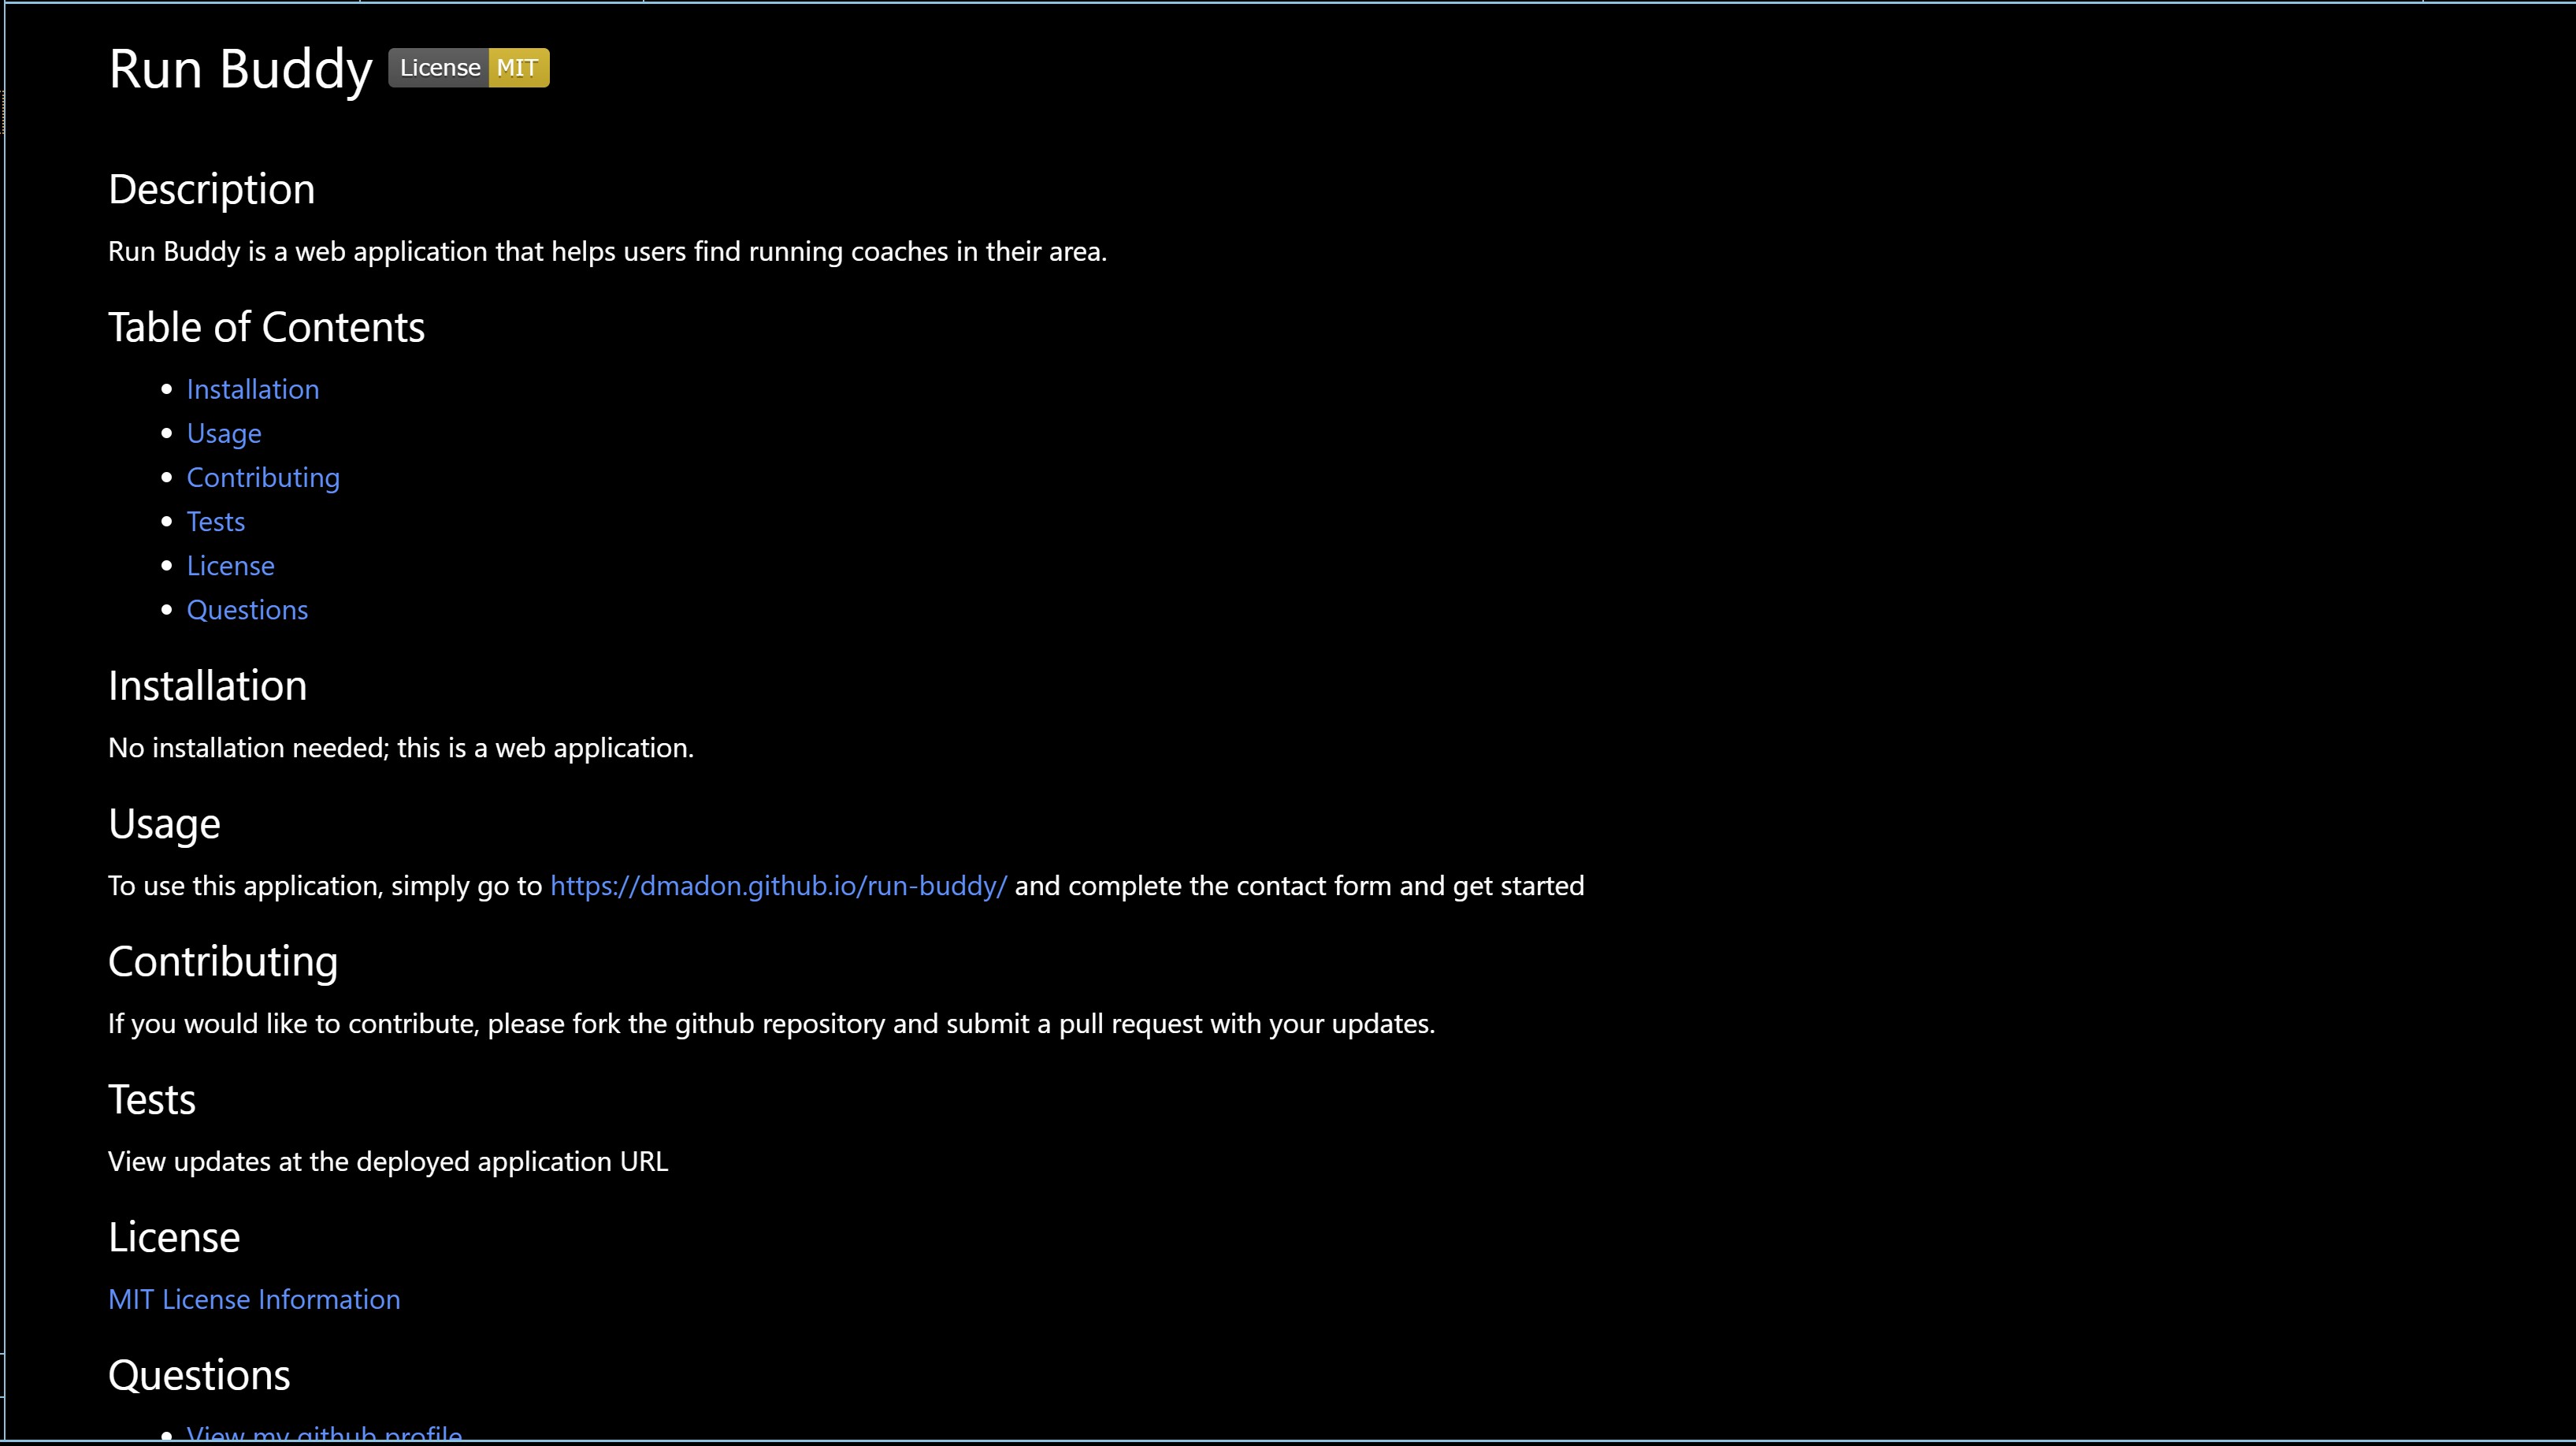 Run Buddy License MIT
Description
Run Buddy is a web application that helps users find running coaches in their area.
Table of Contents
Installation
Usage
Contributing
Tests
License
Questions
Installation
No installation needed; this is a web application.
Usage
To use this application, simply go to https://dmadon.github.io/run-buddy/ and complete the contact form and get started
Contributing
If you would like to contribute, please fork the github repository and submit a pull request with your updates.
Tests
View updates at the deployed application URL
License
MIT License Information
Questions
View my github profile